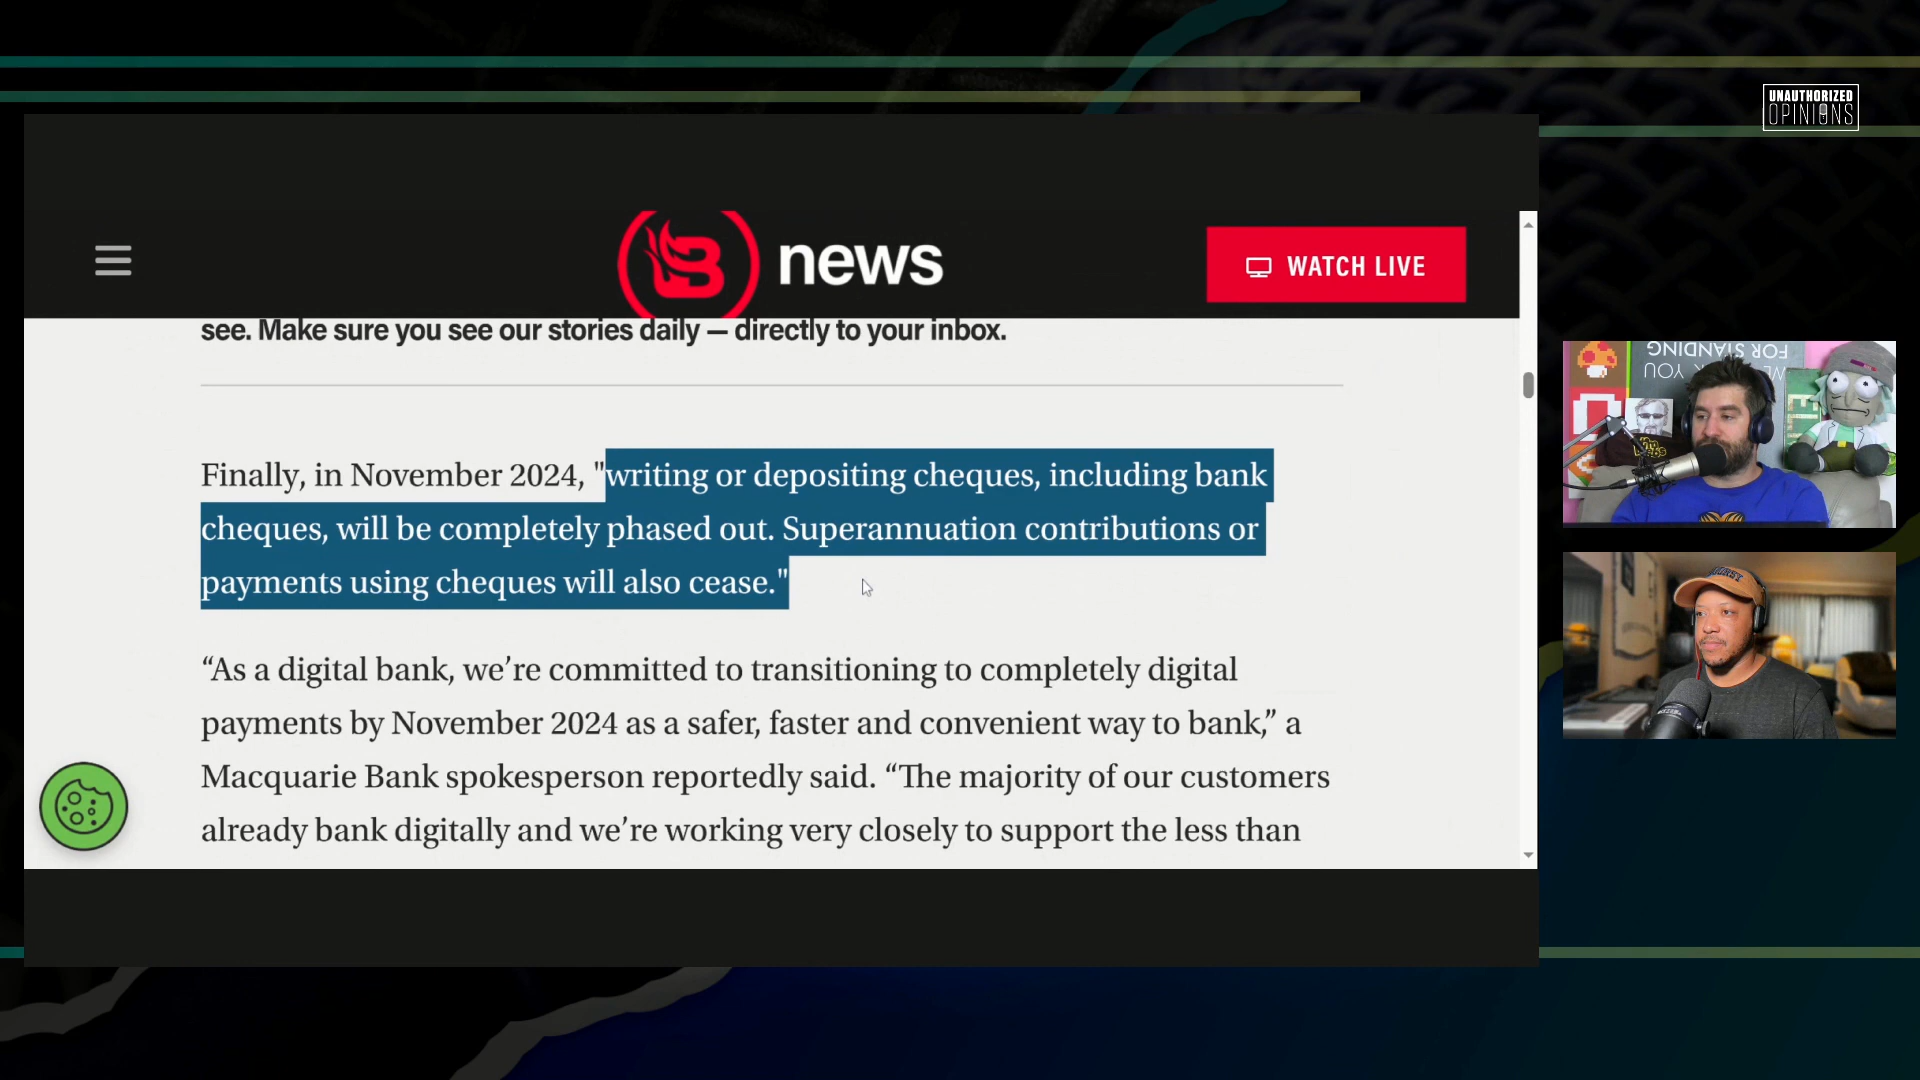 UNAUTHORIZED
OPINIONS
news
WATCH LIVE
see. Make sure you see our stories daily — directly to your inbox.
Finally, in November 2024, "writing or depositing cheques, including bank
cheques, will be completely phased out. Superannuation contributions or
payments using cheques will also cease."
“As a digital bank, we’re committed to transitioning to completely digital
payments by November 2024 as a safer, faster and convenient way to bank,” a
Macquarie Bank spokesperson reportedly said. “The majority of our customers
already bank digitally and we’re working very closely to support the less than
FOR STANDING
YOU